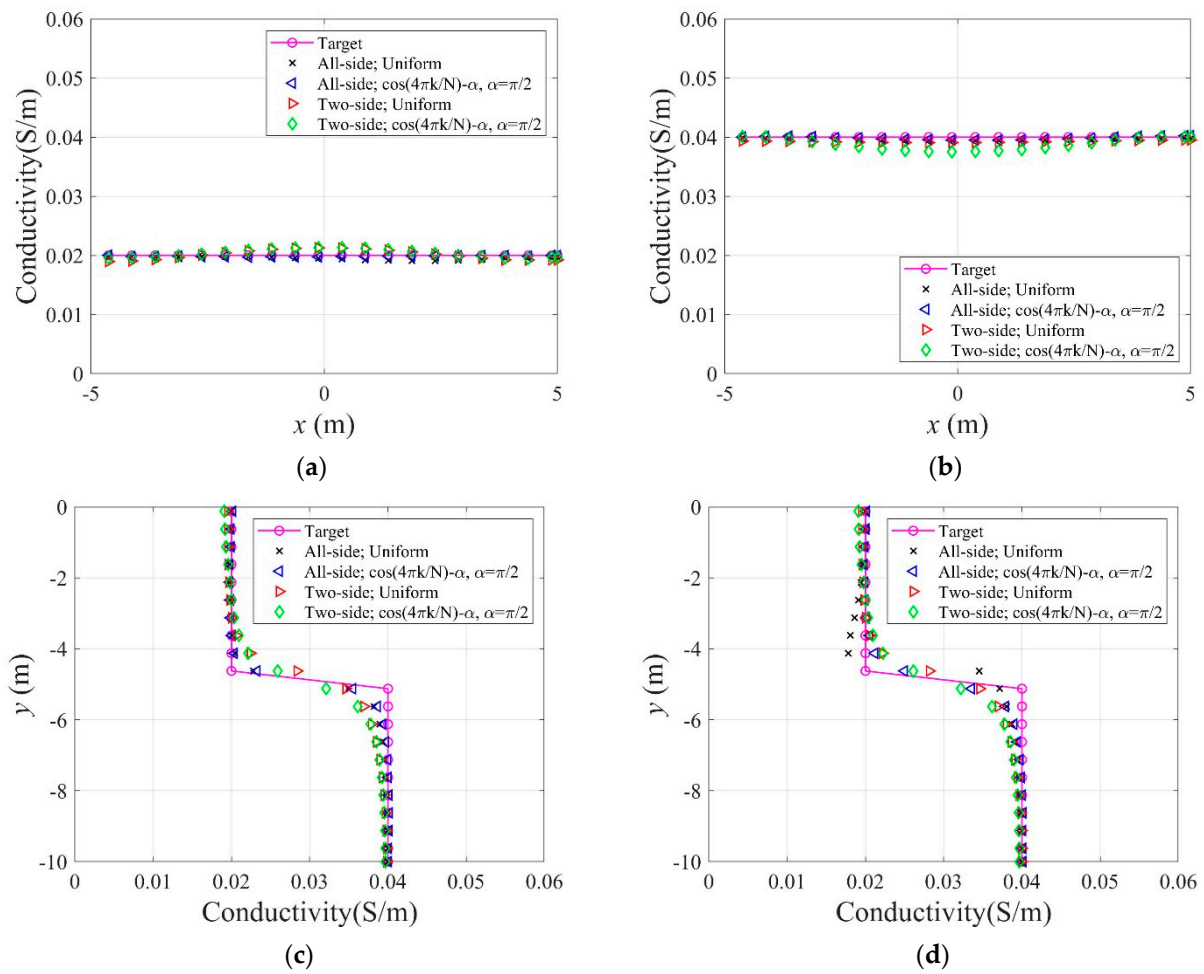 0.06
0.05
0.04
0.03
0.02
0.01
0
Conductivity(S/m)
Target
All-side; Uniform
All-side; cos(4πk/N)-α, α=π/2
Two-side; Uniform
Two-side; cos(4πk/N)-α, α=π/2
-5
0
5
x (m)
(a)
0.06
0.05
0.04
0.03
0.02
0.01
0
Conductivity(S/m)
Target
All-side; Uniform
All-side; cos(4πk/N)-α, α=π/2
Two-side; Uniform
Two-side; cos(4πk/N)-α, α=π/2
-5
0
5
x (m)
(b)
0
-2
-4
-6
-8
-10
y (m)
Target
All-side; Uniform
All-side; cos(4πk/N)-α, α=π/2
Two-side; Uniform
Two-side; cos(4πk/N)-α, α=π/2
0 0.01 0.02 0.03 0.04 0.05 0.06
Conductivity(S/m)
(c)
0
-2
-4
-6
-8
-10
y (m)
Target
All-side; Uniform
All-side; cos(4πk/N)-α, α=π/2
Two-side; Uniform
Two-side; cos(4πk/N)-α, α=π/2
0 0.01 0.02 0.03 0.04 0.05 0.06
Conductivity(S/m)
(d)